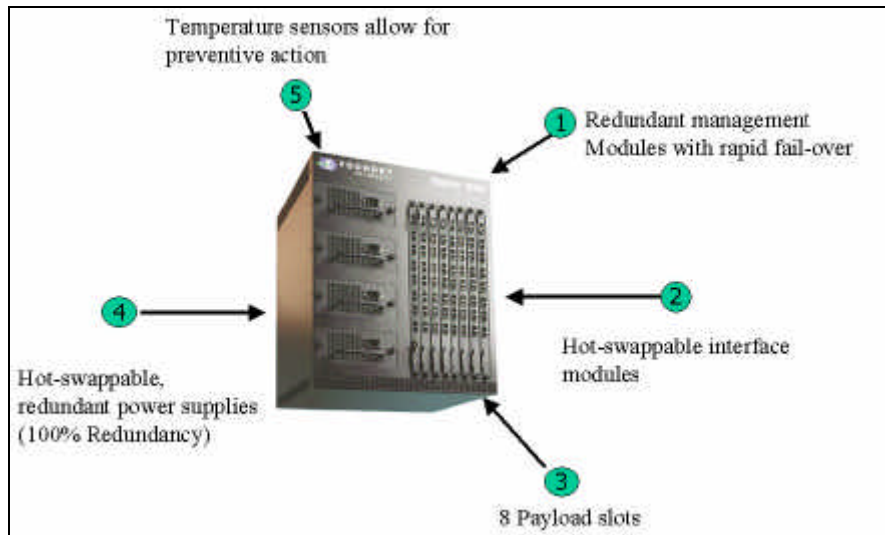 Temperature sensors allow for
preventive action
5
1
Redundant management
Modules with rapid fail-over
FOUNDRY
4
2
Hot-swappable interface
modules
Hot-swappable,
redundant power supplies
(100% Redundancy)
3
8 Payload slots